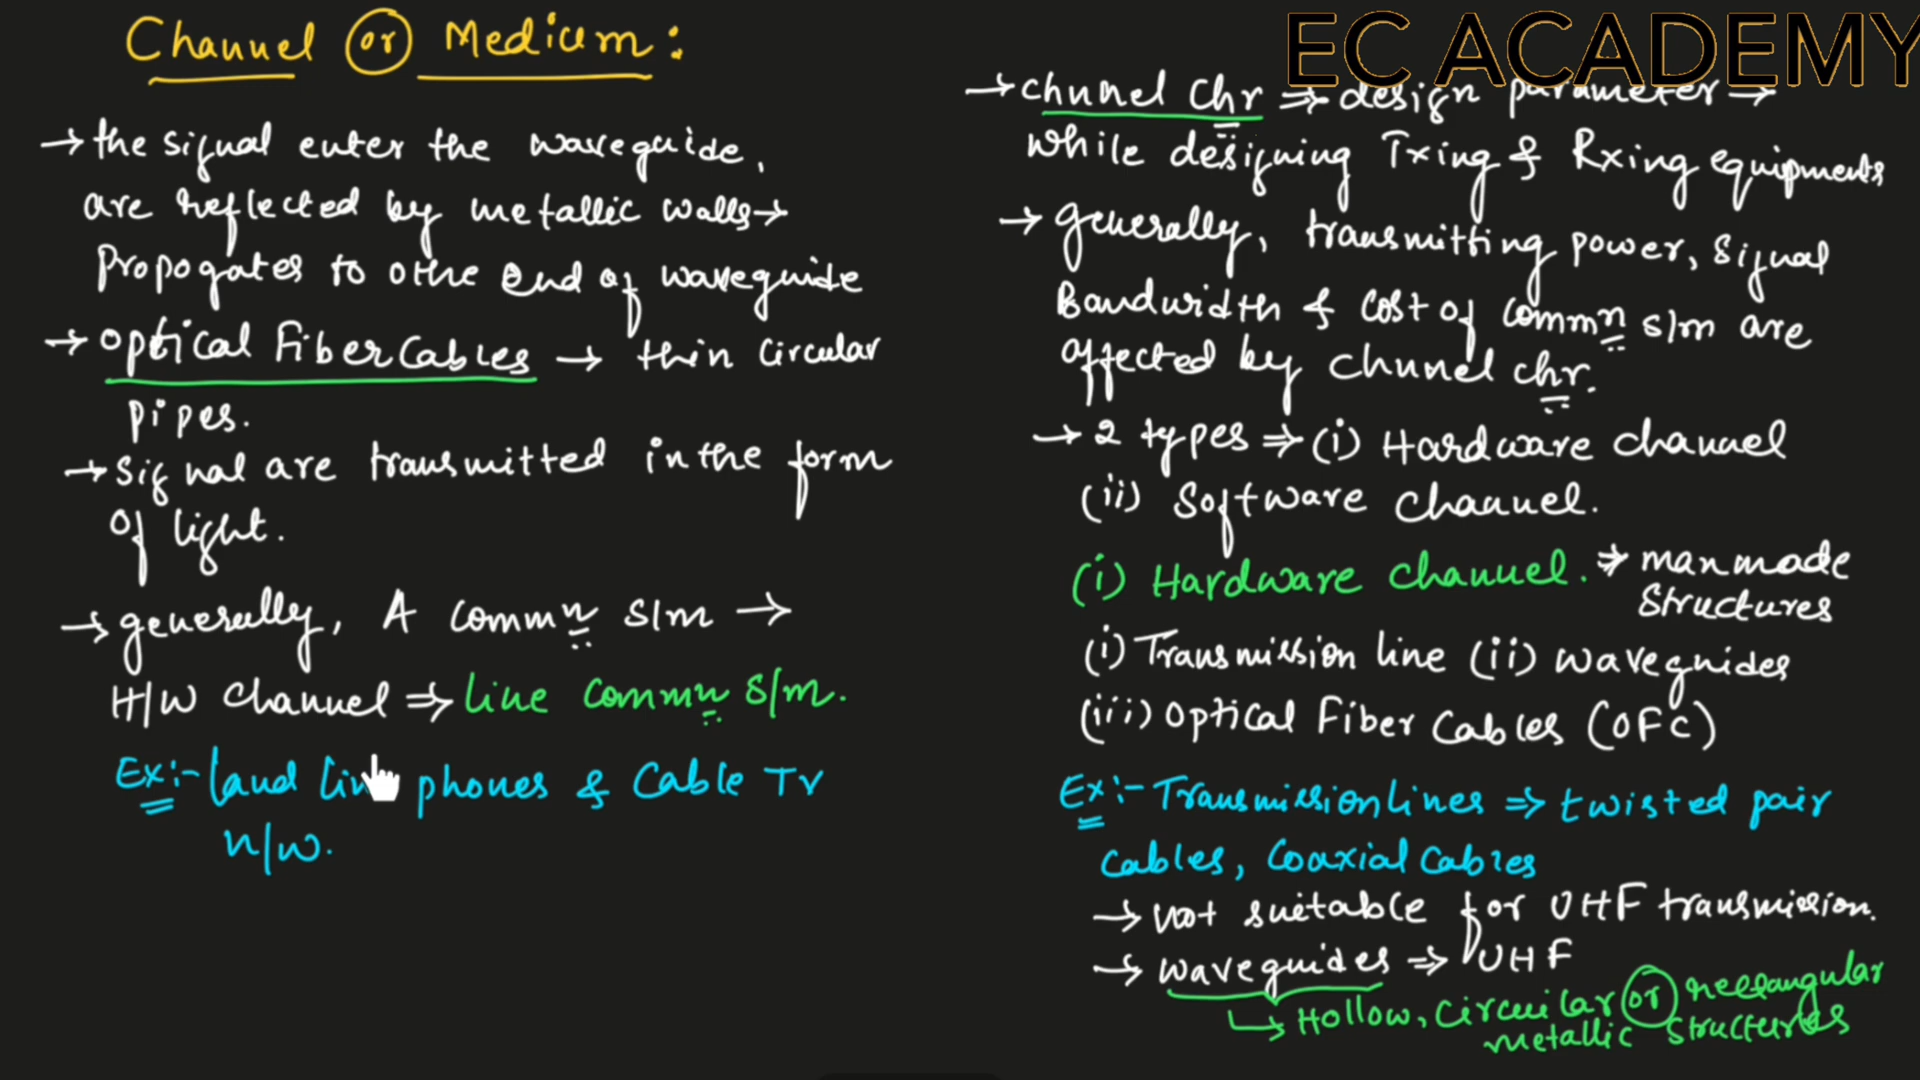 Channel or Medium:
→ the signal enter the waveguide,
are reflected by metallic walls →
Propogates to othe End of waveguide
→ Optical Fiber Cables → thin circular
pipes.
→ Signal are transmitted in the form
of light.
→ generally, A commn s/m →
H/W Channel ⇒ line commn s/m.
Ex:- land line phones & Cable TV
n/w.
EC ACADEMY
→ chunel Chr ⇒ design parameter →
while designing Txing & Rxing equipments
→ generally, transmitting power, signal
Bandwidth & cost of commn s/m are
affected by chunel chr.
→ 2 types ⇒ (i) Hardware channel
(ii) Software channel.
(i) Hardware channel. → manmade
structures
(i) Transmission line (ii) waveguides
(iii) Optical Fiber Cables (OFC)
Ex:- Transmission lines ⇒ twisted pair
cables, Coaxial Cables
→ not suitable for UHF transmission.
→ waveguides ⇒ UHF
↳ Hollow, Circular or rectangular
metallic structures